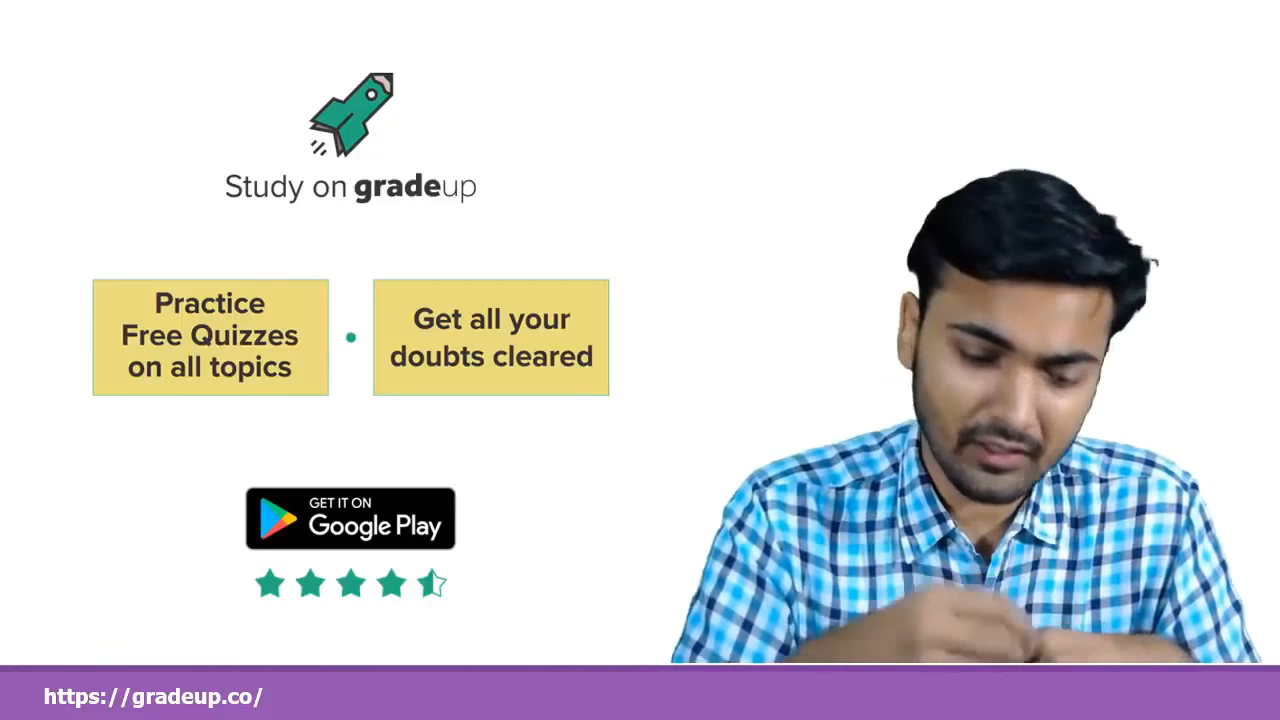 Study on gradeup
Practice
Free Quizzes
on all topics
Get all your
doubts cleared
GET IT ON
Google Play
https://gradeup.co/